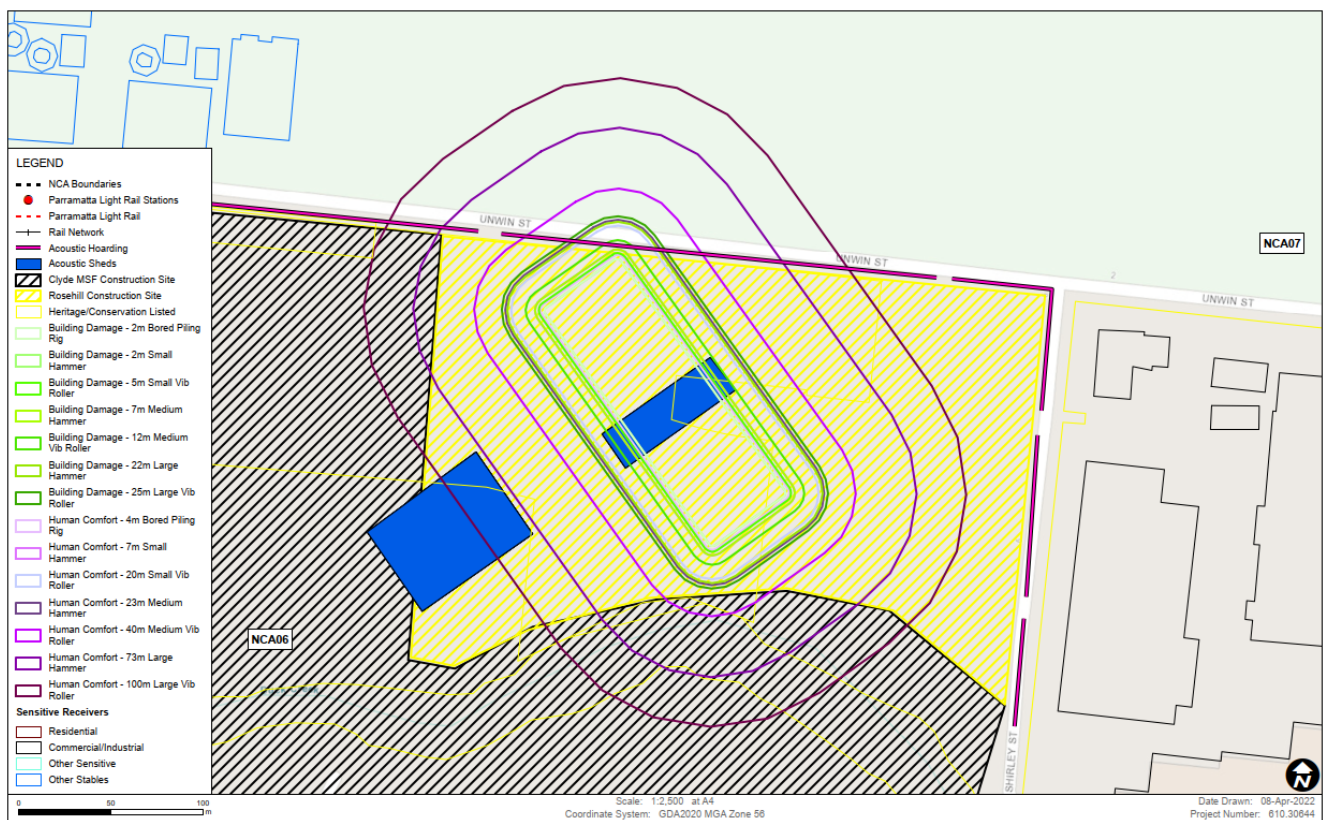 UNWIN ST
UNWIN ST
NCA07
2
UNWIN ST
LEGEND
NCA Boundaries
Parramatta Light Rail Stations
Parramatta Light Rail
Rail Network
Acoustic Hoarding
Acoustic Sheds
Clyde MSF Construction Site
Rosehill Construction Site
Heritage/Conservation Listed
Building Damage - 2m Bored Piling
Rig
Building Damage - 2m Small
Hammer
Building Damage - 5m Small Vib
Roller
Building Damage - 7m Medium
Hammer
Building Damage - 12m Medium
Vib Roller
Building Damage - 22m Large
Hammer
Building Damage - 25m Large Vib
Roller
Human Comfort - 4m Bored Piling
Rig
Human Comfort - 7m Small
Hammer
Human Comfort - 20m Small Vib
Roller
Human Comfort - 23m Medium
Hammer
Human Comfort - 40m Medium Vib
Roller
Human Comfort - 73m Large
Hammer
Human Comfort - 100m Large Vib
Roller
Sensitive Receivers
Residential
Commercial/Industrial
Other Sensitive
Other Stables
NCA06
SHIRLEY ST
N
0 50 100
m
Scale: 1:2,500 at A4
Coordinate System: GDA2020 MGA Zone 56
Date Drawn: 08-Apr-2022
Project Number: 610.30644